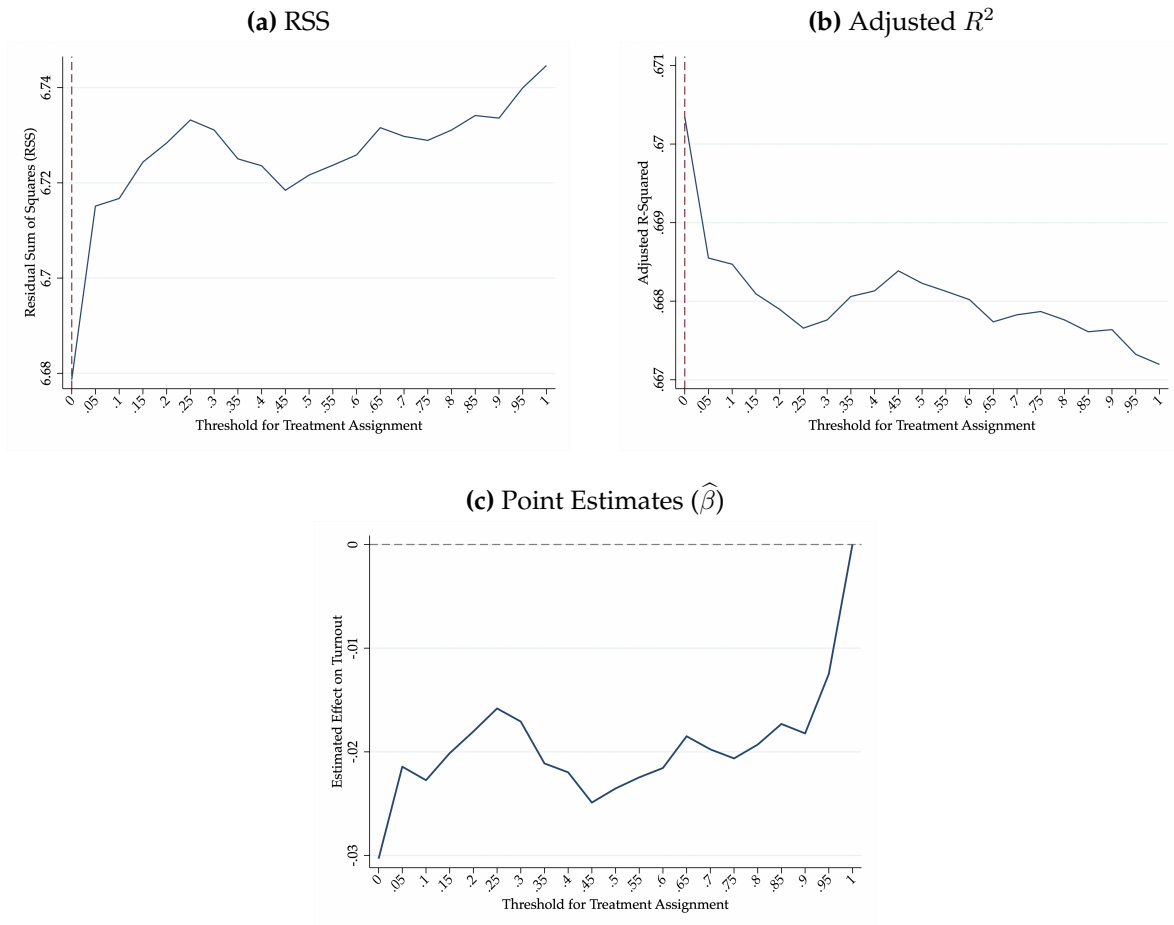 (a) RSS
Residual Sum of Squares (RSS)
6.74
6.72
6.7
6.68
0 .05 .1 .15 .2 .25 .3 .35 .4 .45 .5 .55 .6 .65 .7 .75 .8 .85 .9 .95 1
Threshold for Treatment Assignment
(b) Adjusted R²
Adjusted R-Squared
.671
.67
.669
.668
.667
0 .05 .1 .15 .2 .25 .3 .35 .4 .45 .5 .55 .6 .65 .7 .75 .8 .85 .9 .95 1
Threshold for Treatment Assignment
(c) Point Estimates (β̂)
Estimated Effect on Turnout
0
-.01
-.02
-.03
0 .05 .1 .15 .2 .25 .3 .35 .4 .45 .5 .55 .6 .65 .7 .75 .8 .85 .9 .95 1
Threshold for Treatment Assignment